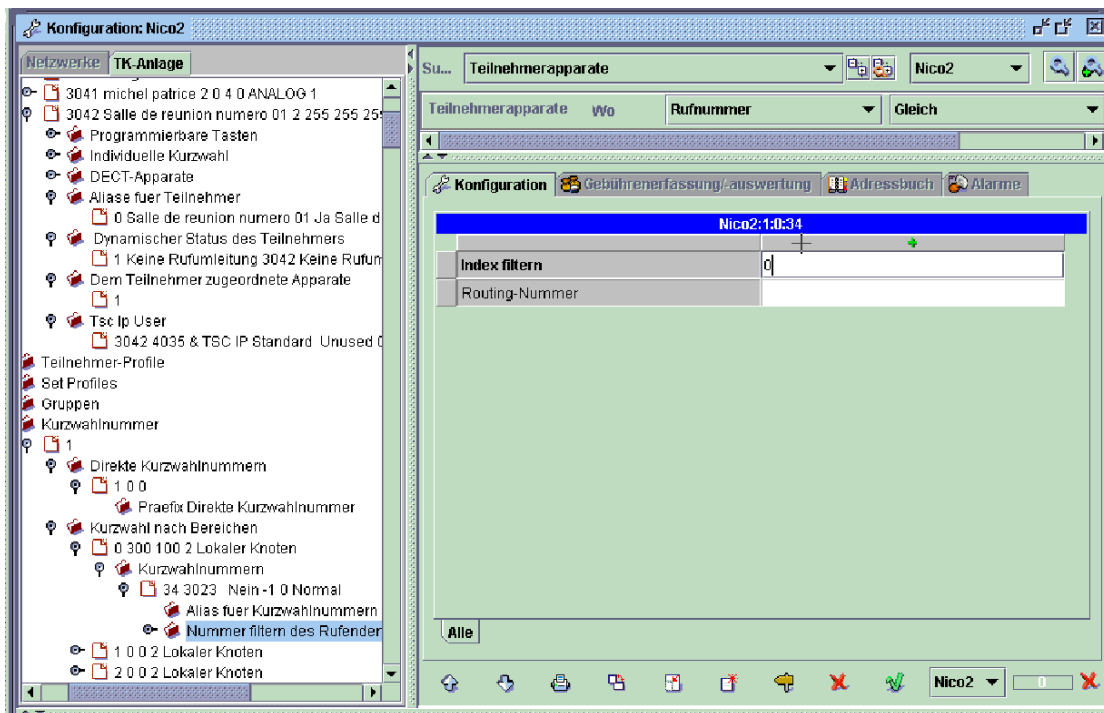 Konfiguration: Nico2
Netzwerke TK-Anlage
3041 michel patrice 2 0 4 0 ANALOG 1
3042 Salle de reunion numero 01 2 255 255 25
Programmierbare Tasten
Individuelle Kurzwahl
DECT-Apparate
Aliase fuer Teilnehmer
0 Salle de reunion numero 01 Ja Salle d
Dynamischer Status des Teilnehmers
1 Keine Rufumleitung 3042 Keine Rufum
Dem Teilnehmer zugeordnete Apparate
1
Tsc Ip User
3042 4035 & TSC IP Standard Unused 0
Teilnehmer-Profile
Set Profiles
Gruppen
Kurzwahlnummer
1
Direkte Kurzwahlnummern
1 0 0
Praefix Direkte Kurzwahlnummer
Kurzwahl nach Bereichen
0 300 100 2 Lokaler Knoten
Kurzwahlnummern
34 3023 Nein -1 0 Normal
Alias fuer Kurzwahlnummern
Nummer filtern des Rufender
1 0 0 2 Lokaler Knoten
2 0 0 2 Lokaler Knoten
Su... Teilnehmerapparate Nico2
Teilnehmerapparate Wo Rufnummer Gleich
Konfiguration Gebührenerfassung/-auswertung Adressbuch Alarme
Nico2:1:0:34
Index filtern 0
Routing-Nummer
Alle
Nico2 0